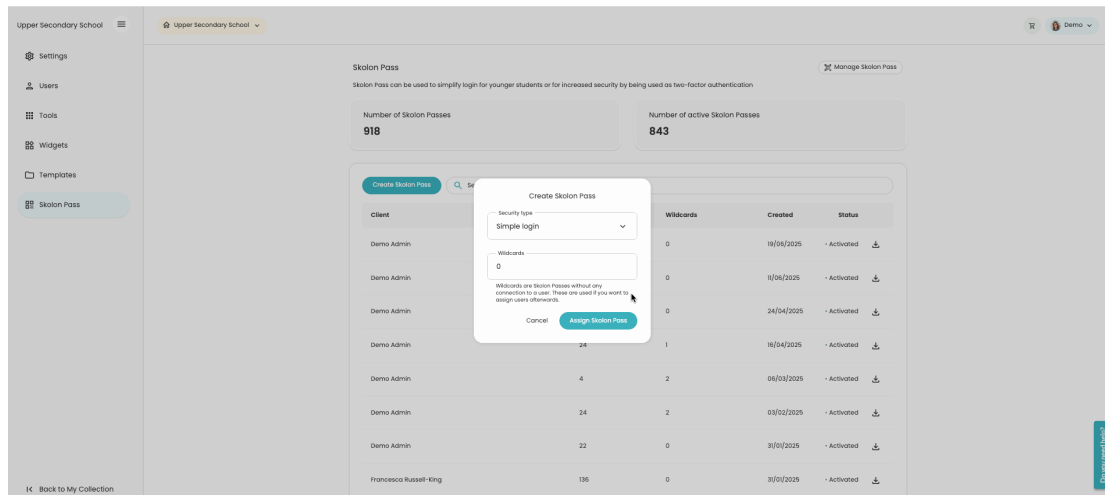 Upper Secondary School
Upper Secondary School
Demo
Settings
Users
Tools
Widgets
Templates
Skolon Pass
Back to My Collection
Skolon Pass
Manage Skolon Pass
Skolon Pass can be used to simplify login for younger students or for increased security by being used as two-factor authentication
Number of Skolon Passes
918
Number of active Skolon Passes
843
Create Skolon Pass
Client Wildcards Created Status
Demo Admin 0 19/06/2025 • Activated
Demo Admin 0 11/06/2025 • Activated
Demo Admin 0 24/04/2025 • Activated
Demo Admin 24 1 16/04/2025 • Activated
Demo Admin 4 2 06/03/2025 • Activated
Demo Admin 24 2 03/02/2025 • Activated
Demo Admin 22 0 31/01/2025 • Activated
Francesca Russell-King 136 0 31/01/2025 • Activated
Create Skolon Pass
Security type
Simple login
Wildcards
0
Wildcards are Skolon Passes without any
connection to a user. These are used if you want to
assign users afterwards.
Cancel Assign Skolon Pass
Do you need help?